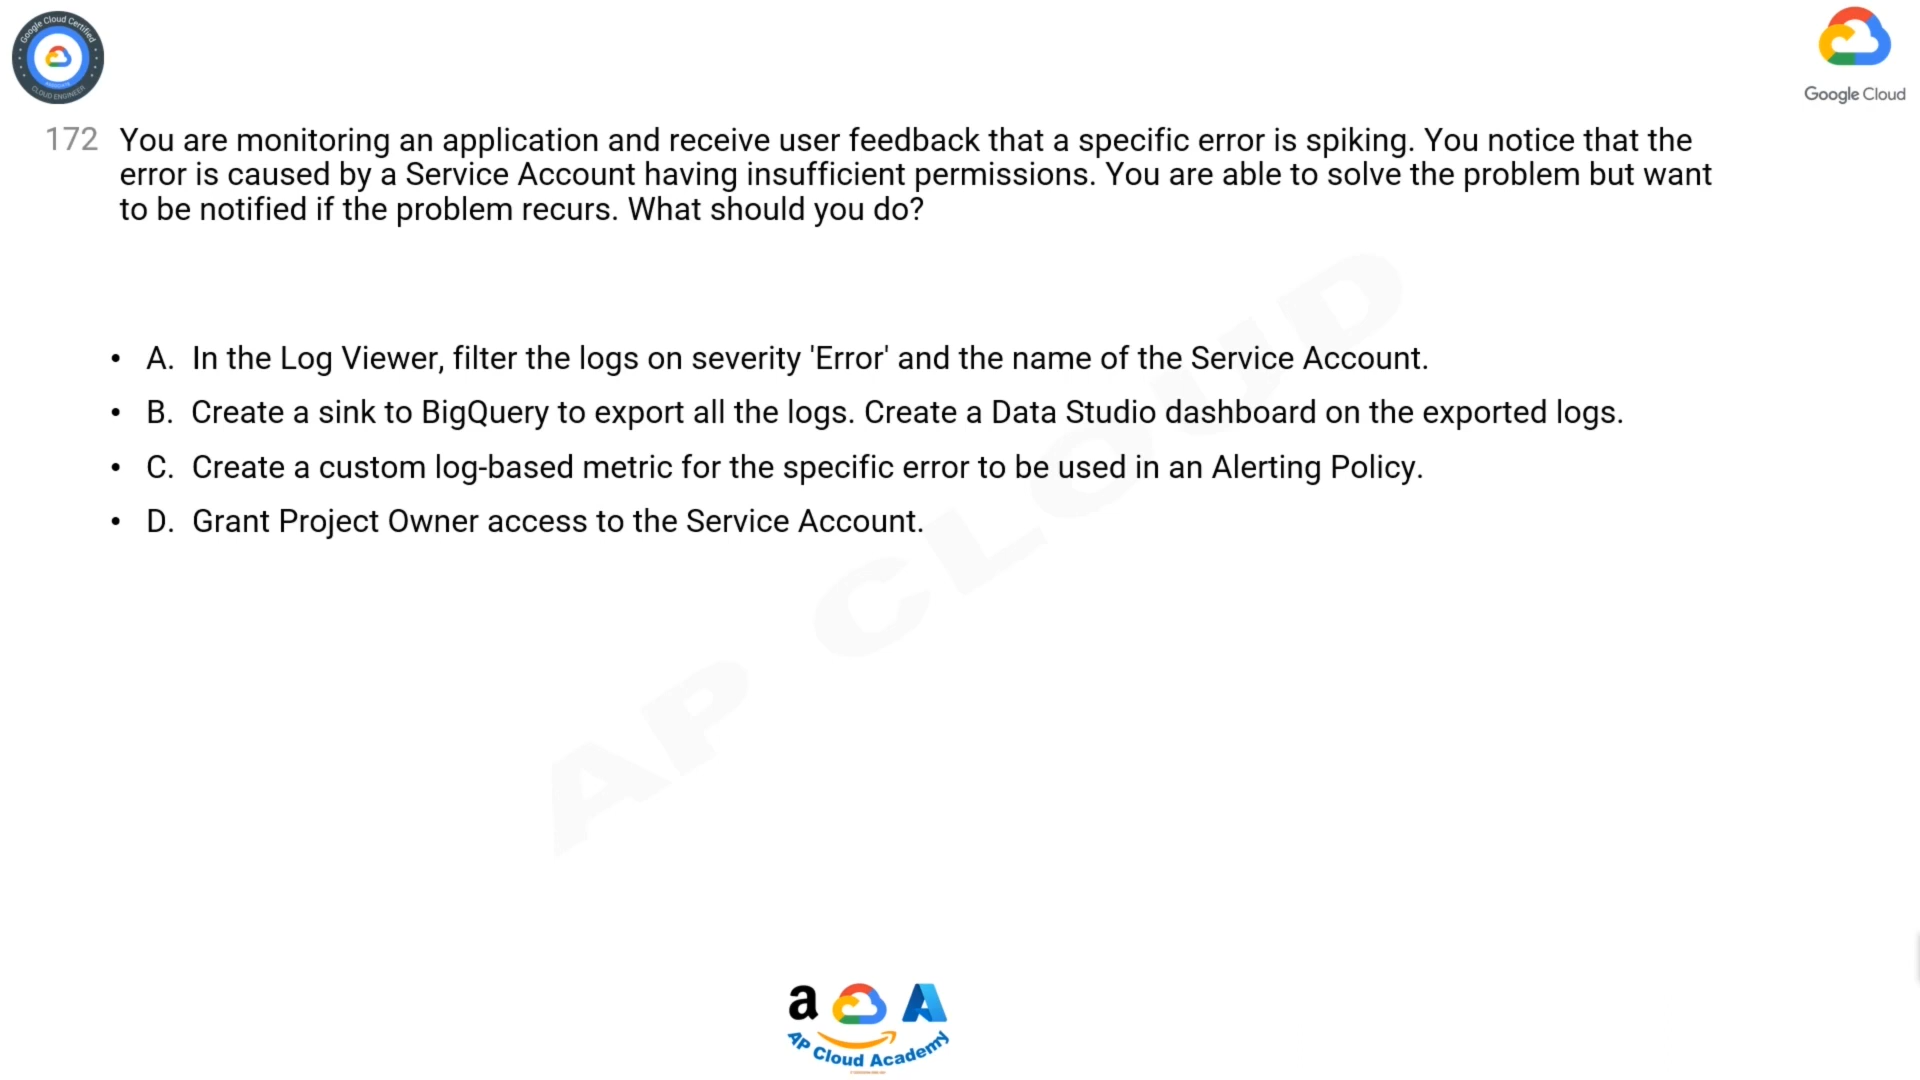 Google Cloud Certified
CLOUD ENGINEER
Google Cloud
172 You are monitoring an application and receive user feedback that a specific error is spiking. You notice that the
error is caused by a Service Account having insufficient permissions. You are able to solve the problem but want
to be notified if the problem recurs. What should you do?
• A. In the Log Viewer, filter the logs on severity 'Error' and the name of the Service Account.
• B. Create a sink to BigQuery to export all the logs. Create a Data Studio dashboard on the exported logs.
• C. Create a custom log-based metric for the specific error to be used in an Alerting Policy.
• D. Grant Project Owner access to the Service Account.
AP CLOUD
a A
AP Cloud Academy